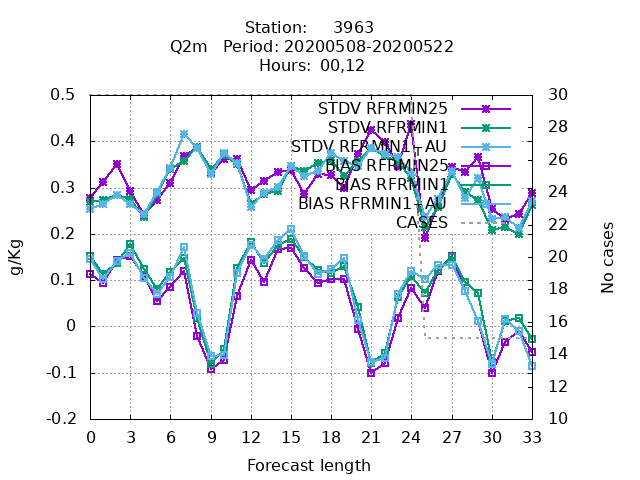 Station: 3963
Q2m Period: 20200508-20200522
Hours: 00,12
STDV RFRMIN25
STDV RFRMIN1
STDV RFRMIN1+AU
BIAS RFRMIN25
BIAS RFRMIN1
BIAS RFRMIN1+AU
CASES
0.5
0.4
0.3
0.2
0.1
0
-0.1
-0.2
g/Kg
30
28
26
24
22
20
18
16
14
12
10
No cases
0 3 6 9 12 15 18 21 24 27 30 33
Forecast length